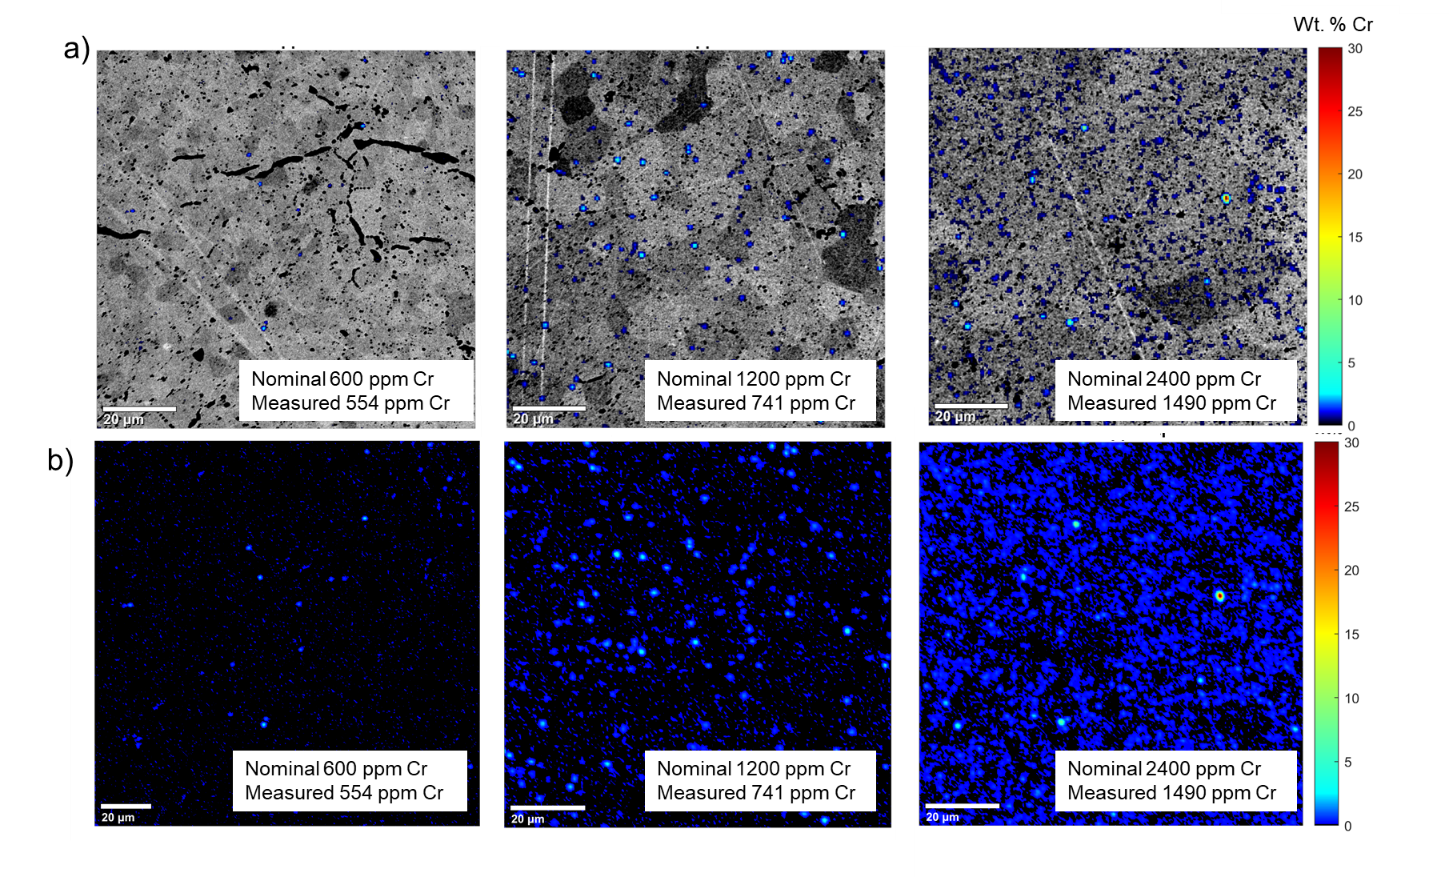 Wt. % Cr
a)
30
25
20
15
10
5
0
Nominal 600 ppm Cr
Measured 554 ppm Cr
20 µm
Nominal 1200 ppm Cr
Measured 741 ppm Cr
20 µm
Nominal 2400 ppm Cr
Measured 1490 ppm Cr
20 µm
b)
30
25
20
15
10
5
0
Nominal 600 ppm Cr
Measured 554 ppm Cr
20 µm
Nominal 1200 ppm Cr
Measured 741 ppm Cr
20 µm
Nominal 2400 ppm Cr
Measured 1490 ppm Cr
20 µm